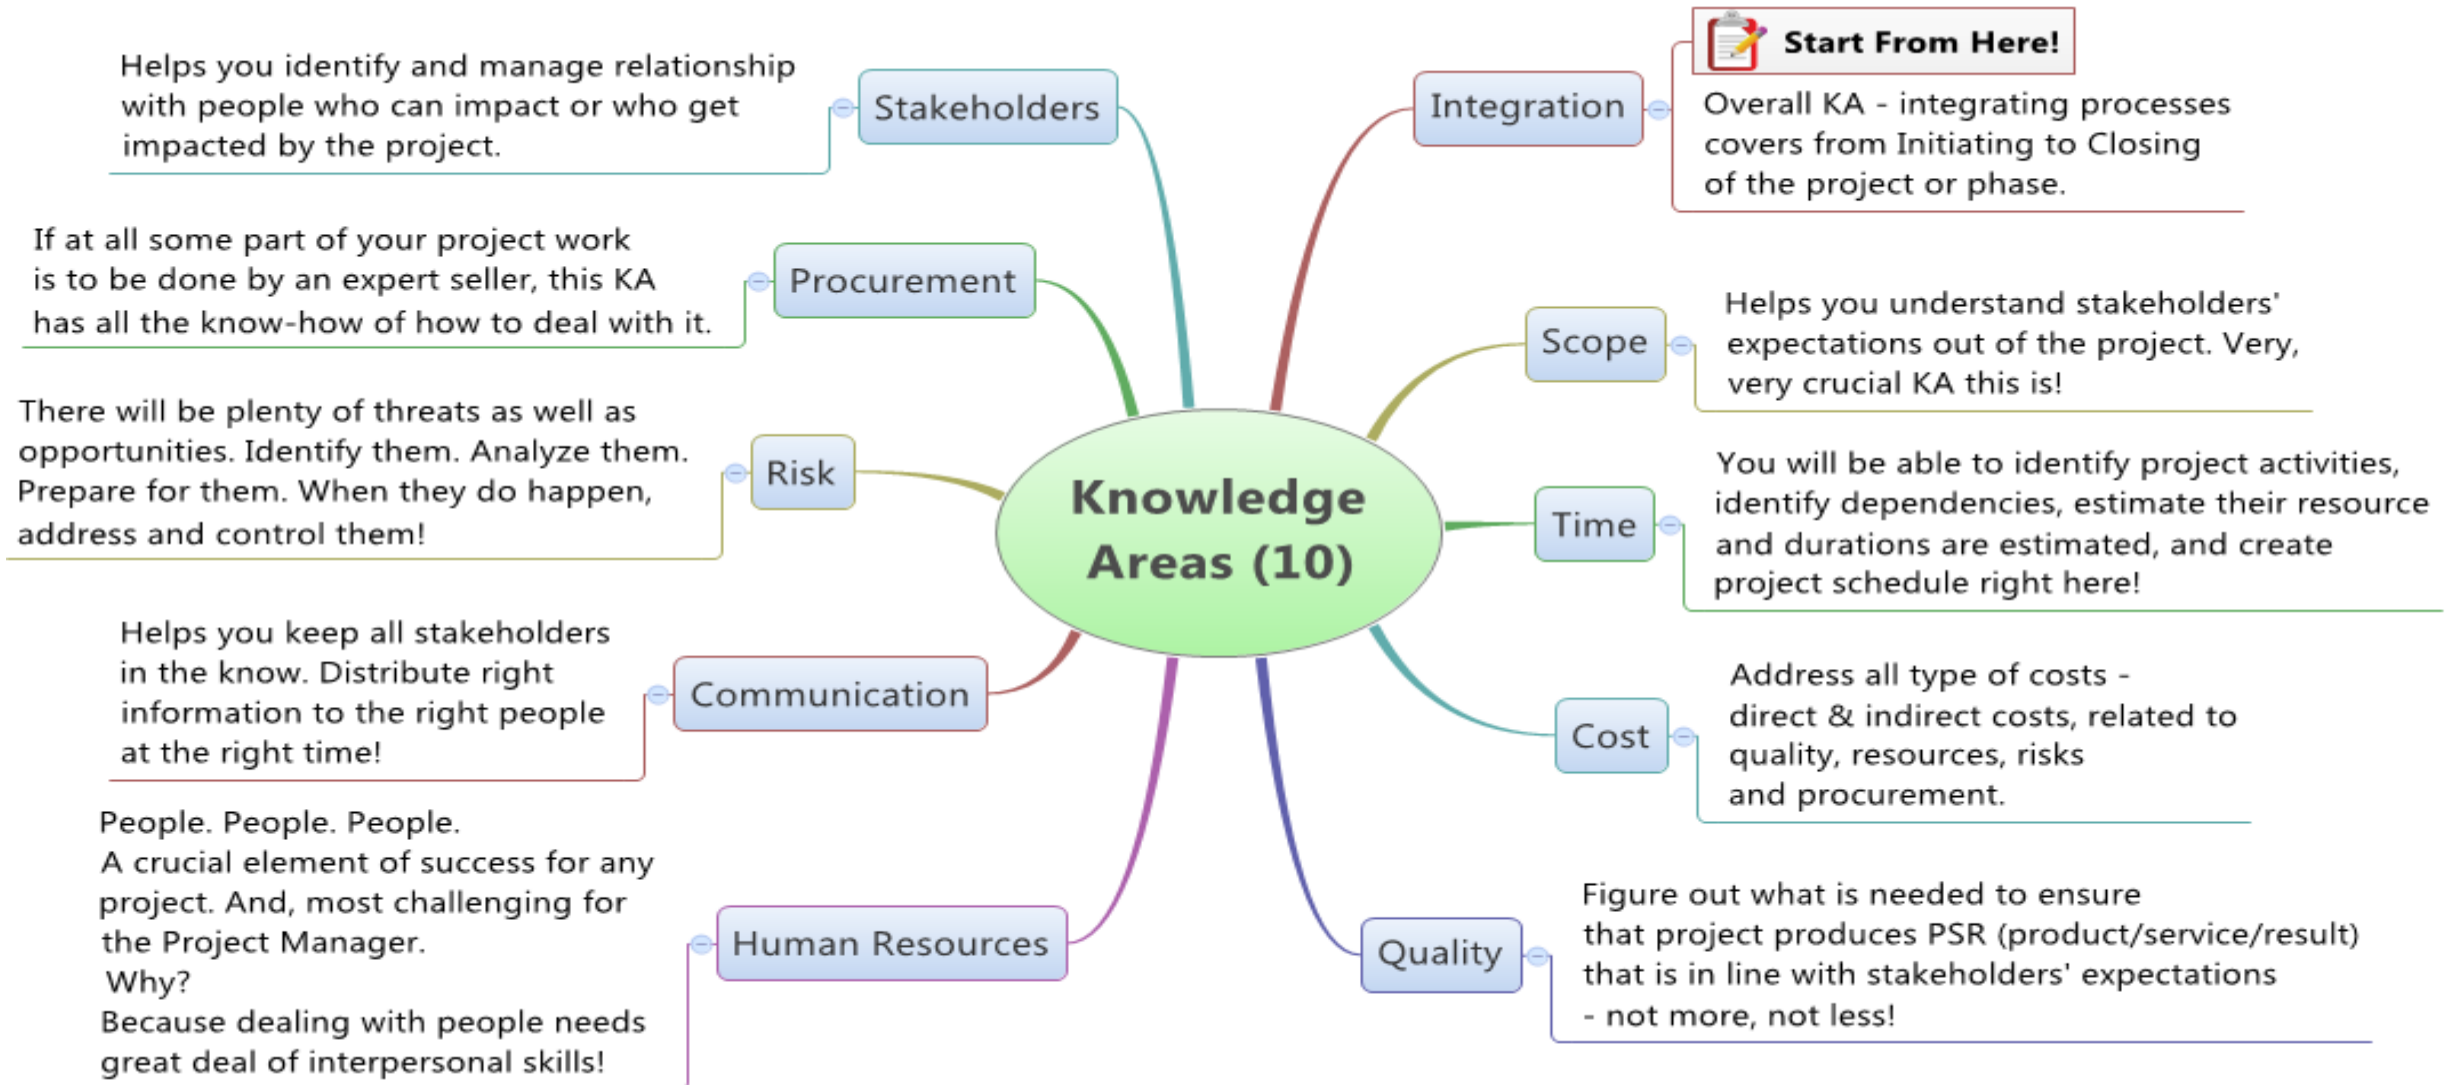 Knowledge
Areas (10)
Integration
Start From Here!
Overall KA - integrating processes
covers from Initiating to Closing
of the project or phase.
Scope
Helps you understand stakeholders'
expectations out of the project. Very,
very crucial KA this is!
Time
You will be able to identify project activities,
identify dependencies, estimate their resource
and durations are estimated, and create
project schedule right here!
Cost
Address all type of costs -
direct & indirect costs, related to
quality, resources, risks
and procurement.
Quality
Figure out what is needed to ensure
that project produces PSR (product/service/result)
that is in line with stakeholders' expectations
- not more, not less!
Human Resources
People. People. People.
A crucial element of success for any
project. And, most challenging for
the Project Manager.
Why?
Because dealing with people needs
great deal of interpersonal skills!
Communication
Helps you keep all stakeholders
in the know. Distribute right
information to the right people
at the right time!
Risk
There will be plenty of threats as well as
opportunities. Identify them. Analyze them.
Prepare for them. When they do happen,
address and control them!
Procurement
If at all some part of your project work
is to be done by an expert seller, this KA
has all the know-how of how to deal with it.
Stakeholders
Helps you identify and manage relationship
with people who can impact or who get
impacted by the project.